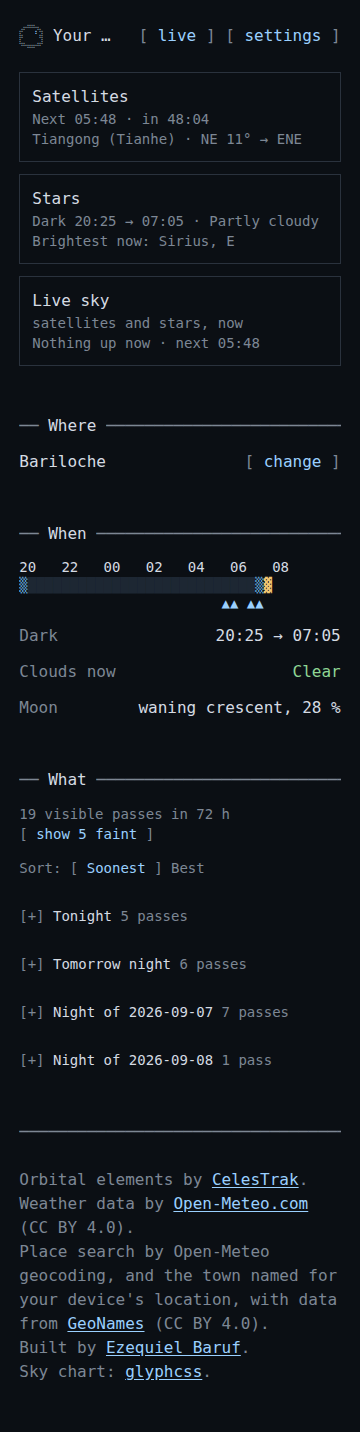 Your … [ live ] [ settings ]
Satellites
Next 05:48 · in 48:04
Tiangong (Tianhe) · NE 11° → ENE
Stars
Dark 20:25 → 07:05 · Partly cloudy
Brightest now: Sirius, E
Live sky
satellites and stars, now
Nothing up now · next 05:48
Where
Bariloche [ change ]
When
20 22 00 02 04 06 08
▲▲ ▲▲
Dark 20:25 → 07:05
Clouds now Clear
Moon waning crescent, 28 %
What
19 visible passes in 72 h
[ show 5 faint ]
Sort: [ Soonest ] Best
[+] Tonight 5 passes
[+] Tomorrow night 6 passes
[+] Night of 2026-09-07 7 passes
[+] Night of 2026-09-08 1 pass
Orbital elements by CelesTrak.
Weather data by Open-Meteo.com
(CC BY 4.0).
Place search by Open-Meteo
geocoding, and the town named for
your device's location, with data
from GeoNames (CC BY 4.0).
Built by Ezequiel Baruf.
Sky chart: glyphcss.